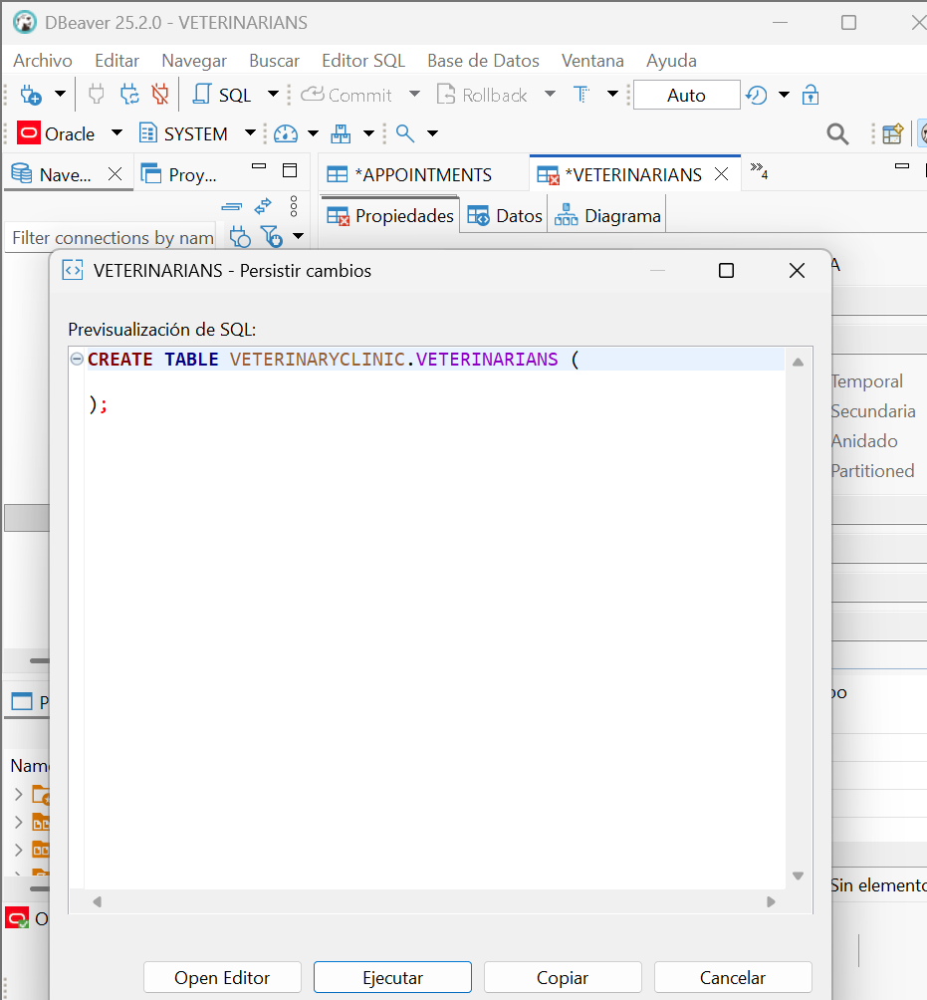 DBeaver 25.2.0 - VETERINARIANS
Archivo Editar Navegar Buscar Editor SQL Base de Datos Ventana Ayuda
SQL Commit Rollback Auto
Oracle SYSTEM
Nave... Proy... *APPOINTMENTS *VETERINARIANS »4
Propiedades Datos Diagrama
Filter connections by nam
VETERINARIANS - Persistir cambios
A
Previsualización de SQL:
CREATE TABLE VETERINARYCLINIC.VETERINARIANS (
Temporal
);
Secundaria
Anidado
Partitioned
P
Name
Sin elemento
O
Open Editor Ejecutar Copiar Cancelar